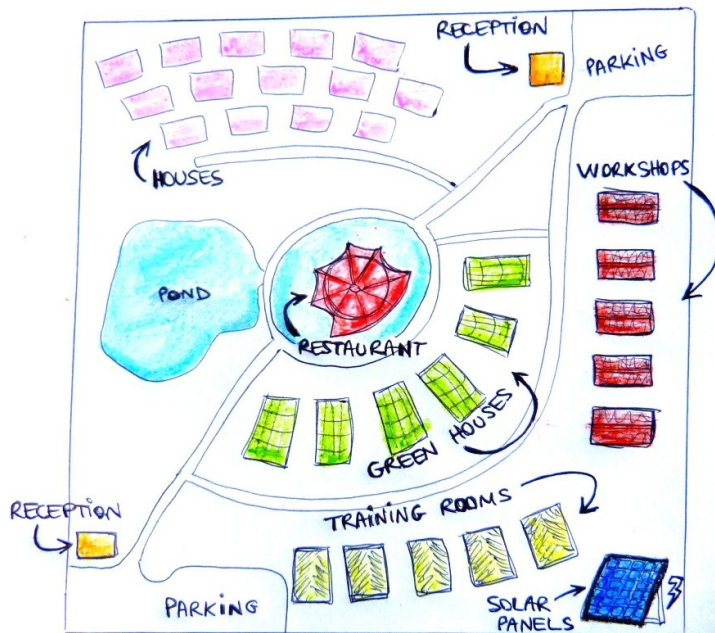 RECEPTION
PARKING
HOUSES
WORKSHOPS
POND
RESTAURANT
GREEN HOUSES
RECEPTION
TRAINING ROOMS
PARKING
SOLAR
PANELS